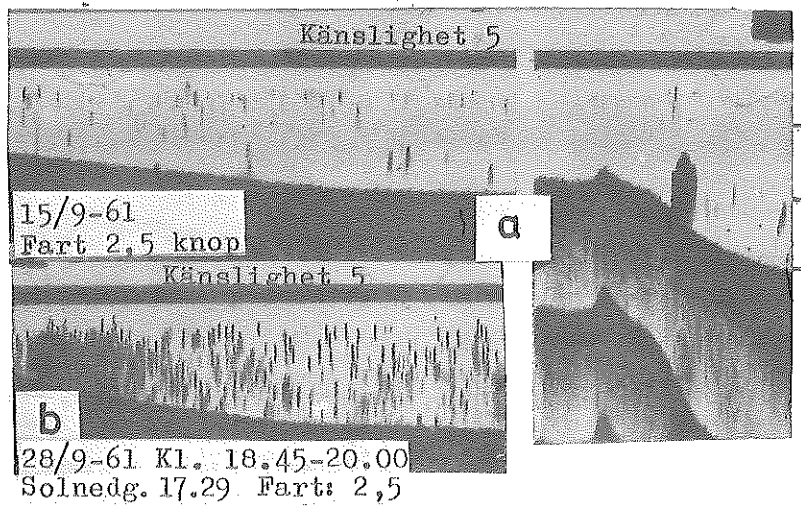 Känslighet 5
15/9-61
Fart 2,5 knop
a
Känslighet 5
b
28/9-61 Kl. 18.45-20.00
Solnedg. 17.29 Fart: 2,5